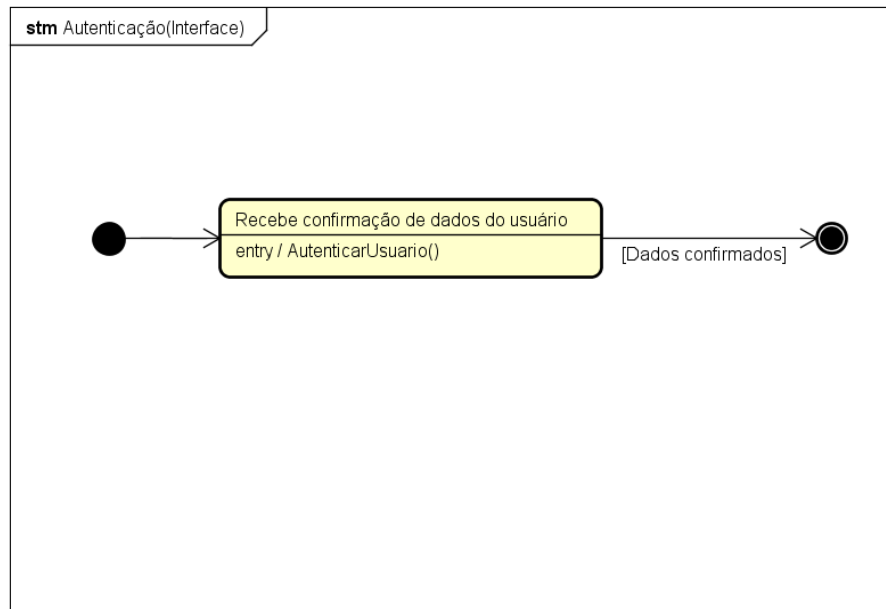 stm Autenticação(Interface)
Recebe confirmação de dados do usuário
entry / AutenticarUsuario()
[Dados confirmados]